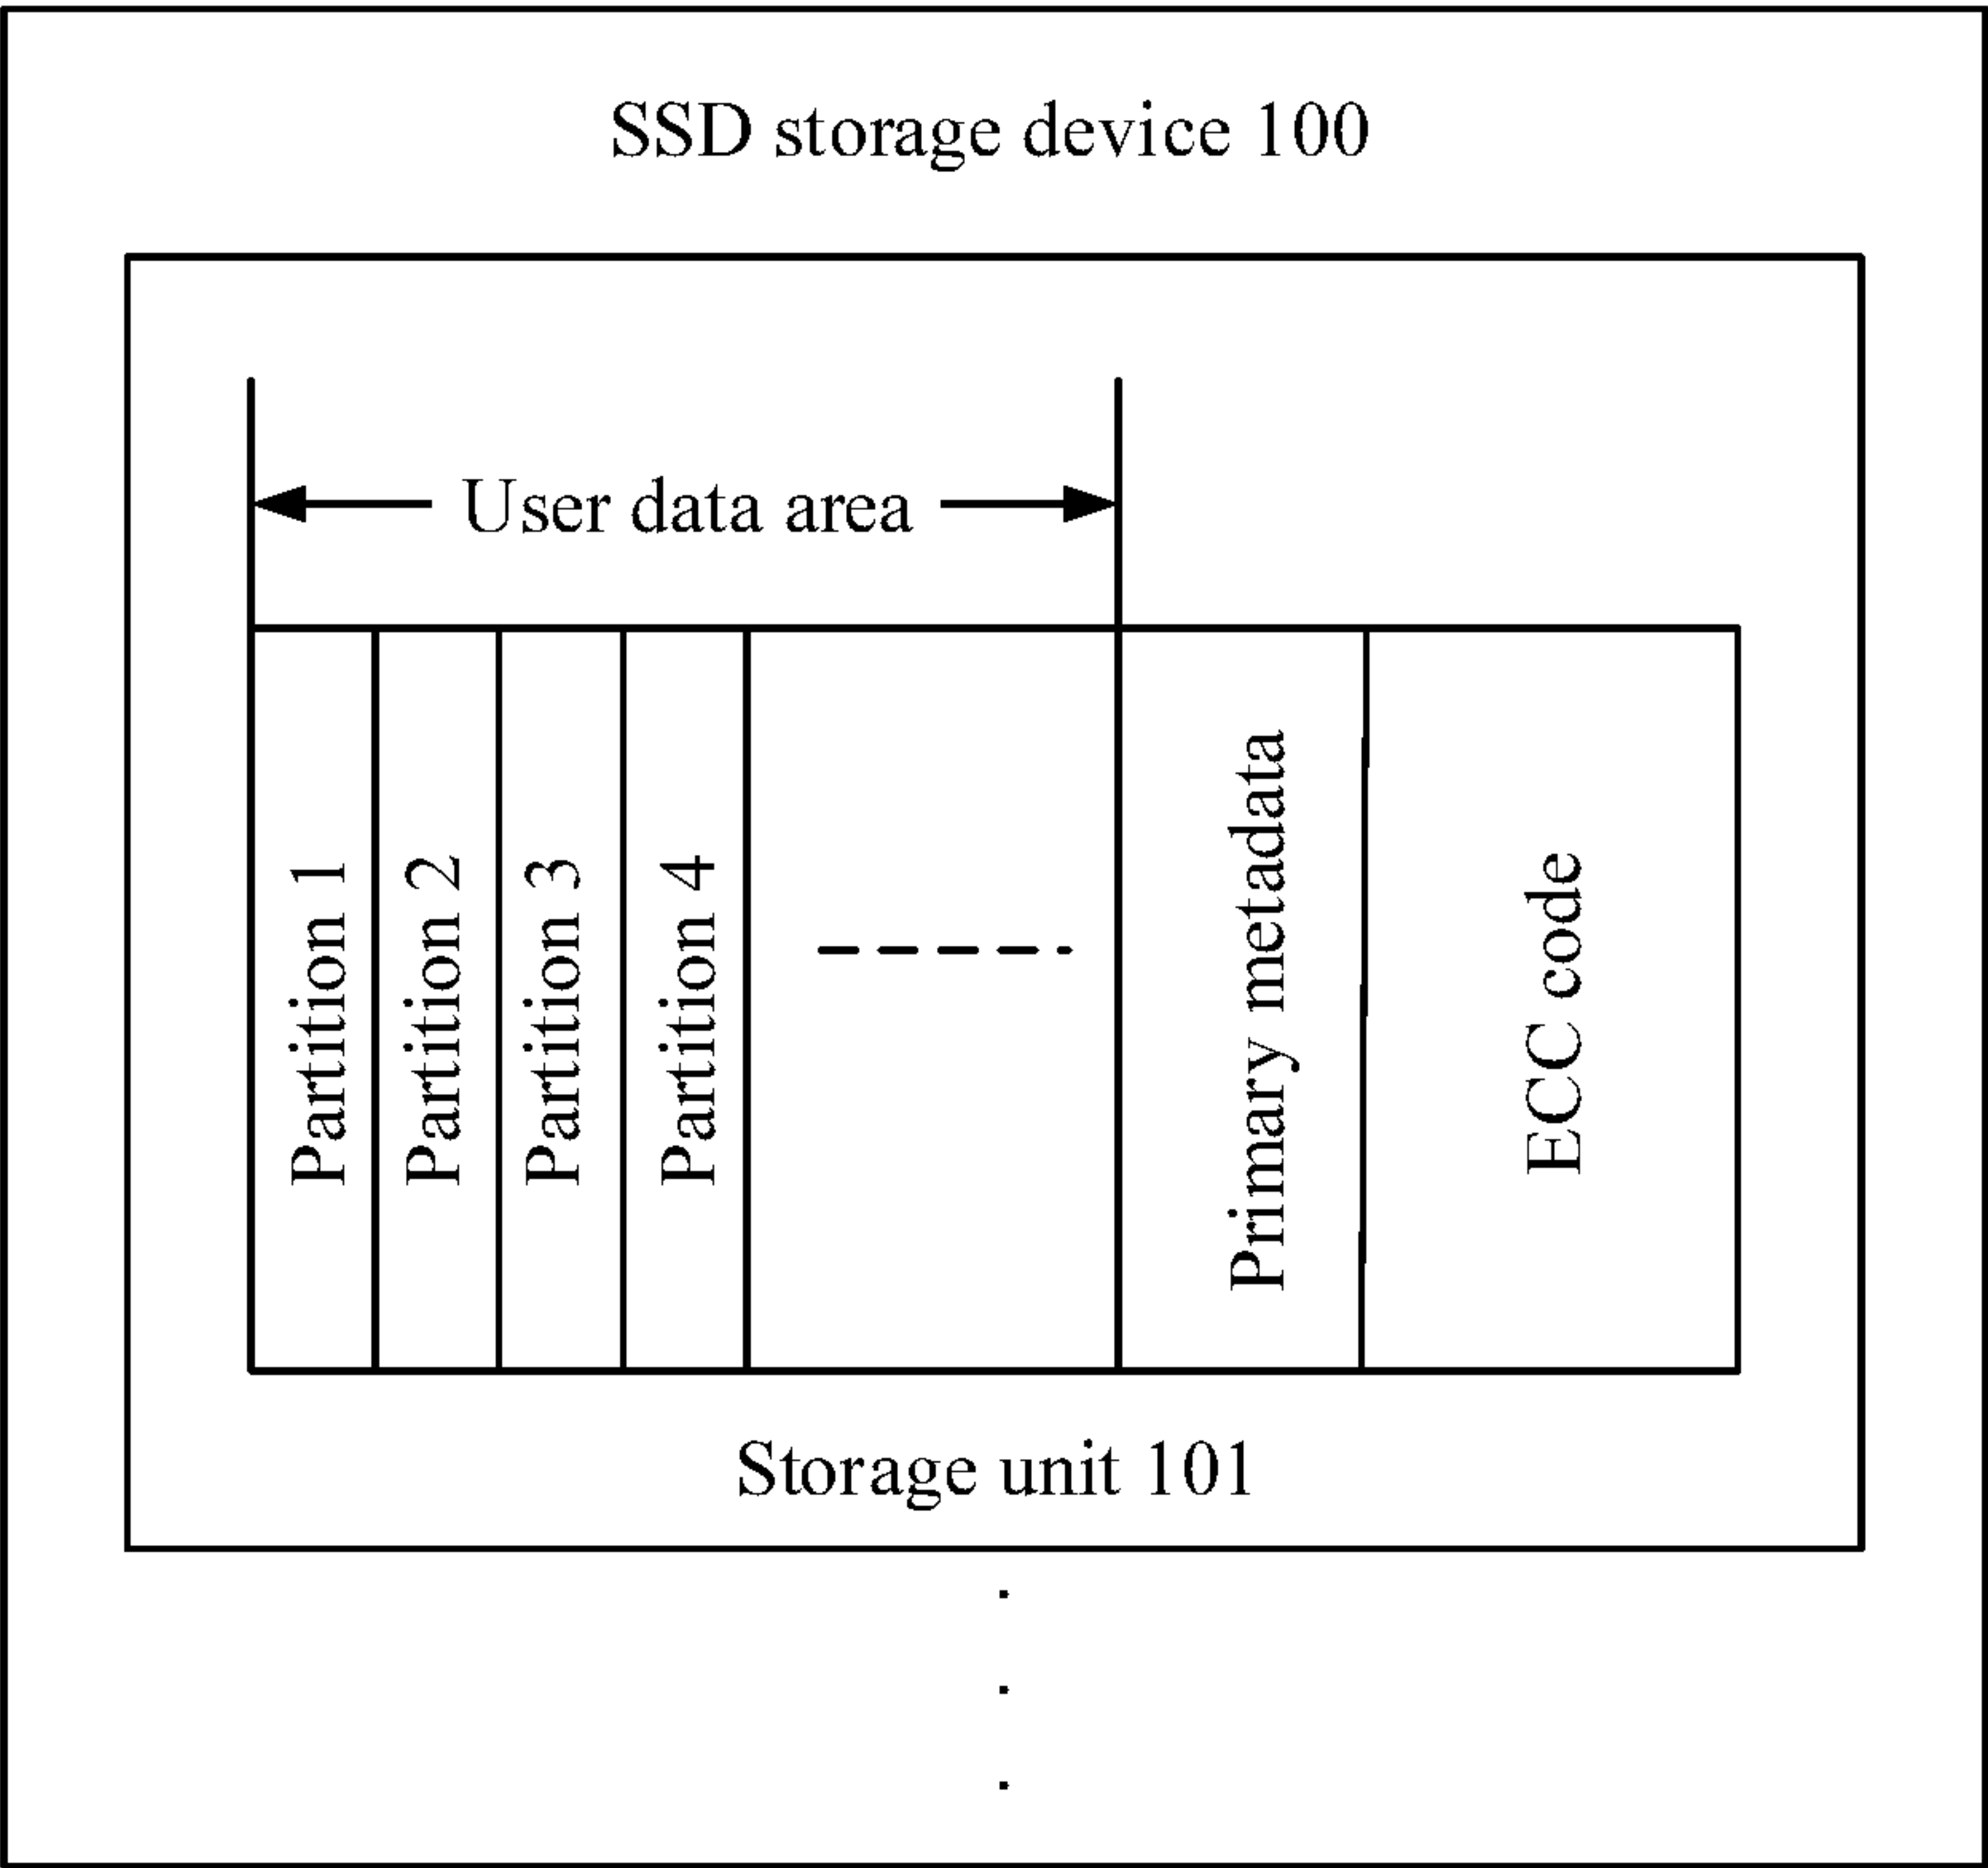 SSD storage device 100
User data area
Partition 1
Partition 2
Partition 3
Partition 4
Primary metadata
ECC code
Storage unit 101